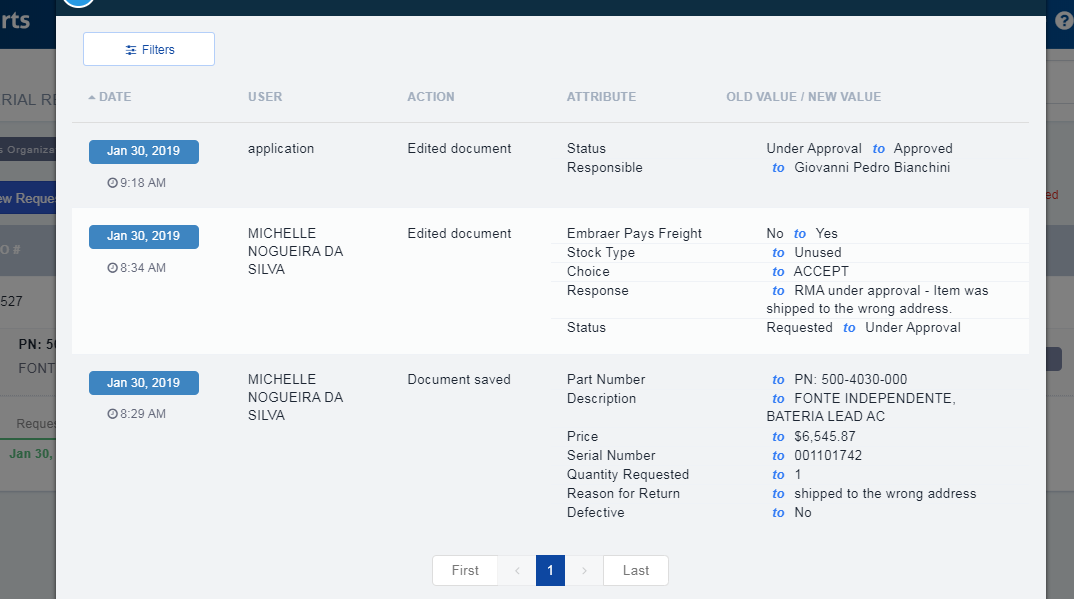 rts
?
Filters
RIAL RE
DATE USER ACTION ATTRIBUTE OLD VALUE / NEW VALUE
s Organiza
Jan 30, 2019 application Edited document Status Under Approval to Approved
Responsible to Giovanni Pedro Bianchini
9:18 AM
ew Reque
ed
Jan 30, 2019 MICHELLE Edited document Embraer Pays Freight No to Yes
O #
NOGUEIRA DA Stock Type to Unused
8:34 AM SILVA Choice to ACCEPT
Response to RMA under approval - Item was
shipped to the wrong address.
527
Status Requested to Under Approval
PN: 50
FONT
Jan 30, 2019 MICHELLE Document saved Part Number to PN: 500-4030-000
NOGUEIRA DA Description to FONTE INDEPENDENTE,
8:29 AM SILVA BATERIA LEAD AC
Reques
Price to $6,545.87
Jan 30,
Serial Number to 001101742
Quantity Requested to 1
Reason for Return to shipped to the wrong address
Defective to No
First < 1 > Last